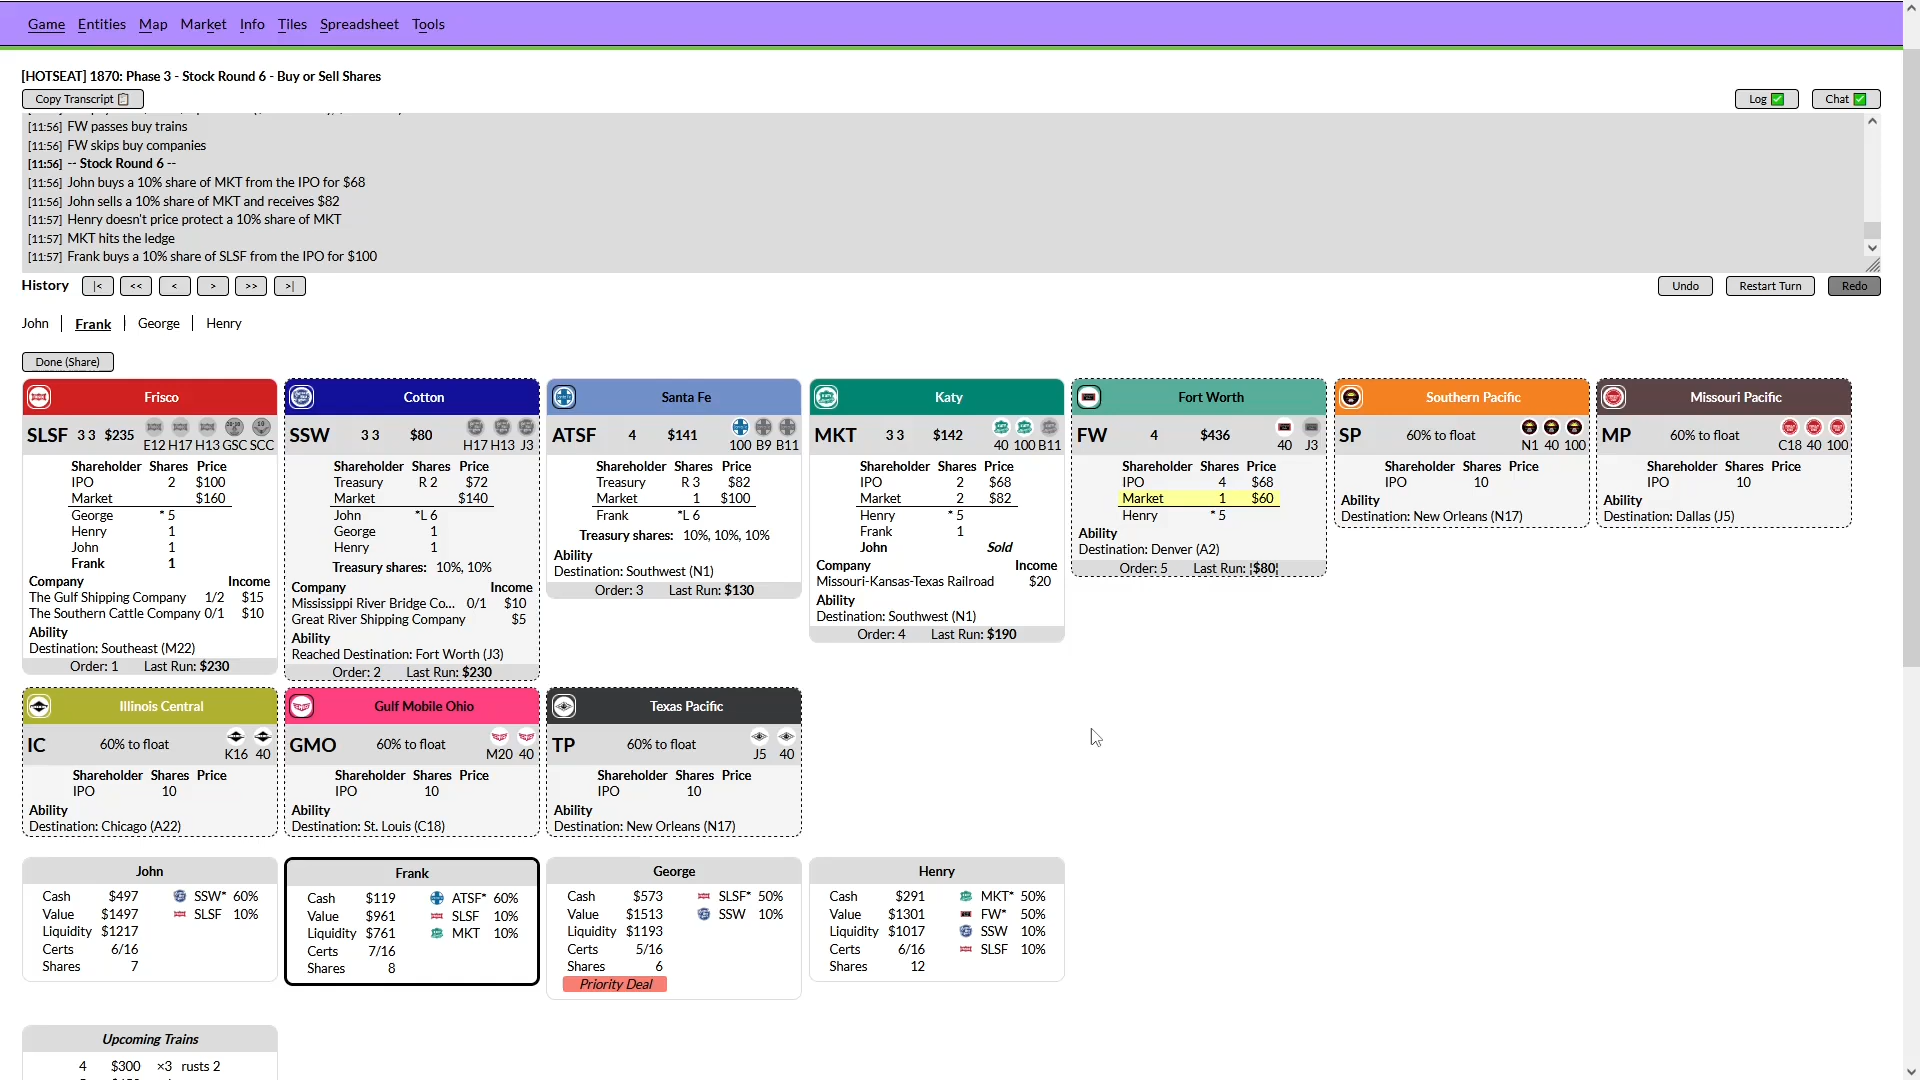 Game Entities Map Market Info Tiles Spreadsheet Tools
[HOTSEAT] 1870: Phase 3 - Stock Round 6 - Buy or Sell Shares
Copy Transcript Log Chat
[11:56] FW passes buy trains
[11:56] FW skips buy companies
[11:56] -- Stock Round 6 --
[11:56] John buys a 10% share of MKT from the IPO for $68
[11:56] John sells a 10% share of MKT and receives $82
[11:57] Henry doesn't price protect a 10% share of MKT
[11:57] MKT hits the ledge
[11:57] Frank buys a 10% share of SLSF from the IPO for $100
History |< << < > >> >| Undo Restart Turn Redo
John Frank George Henry
Done (Share)
Frisco
SLSF 3 3 $235 E12 H17 H13 GSC SCC
Shareholder Shares Price
IPO 2 $100
Market $160
George * 5
Henry 1
John 1
Frank 1
Company Income
The Gulf Shipping Company 1/2 $15
The Southern Cattle Company 0/1 $10
Ability
Destination: Southeast (M22)
Order: 1 Last Run: $230
Cotton
SSW 3 3 $80 H17 H13 J3
Shareholder Shares Price
Treasury R 2 $72
Market $140
John *L 6
George 1
Henry 1
Treasury shares: 10%, 10%
Company Income
Mississippi River Bridge Co... 0/1 $10
Great River Shipping Company $5
Ability
Reached Destination: Fort Worth (J3)
Order: 2 Last Run: $230
Santa Fe
ATSF 4 $141 100 B9 B11
Shareholder Shares Price
Treasury R 3 $82
Market 1 $100
Frank *L 6
Treasury shares: 10%, 10%, 10%
Ability
Destination: Southwest (N1)
Order: 3 Last Run: $130
Katy
MKT 3 3 $142 40 100 B11
Shareholder Shares Price
IPO 2 $68
Market 2 $82
Henry * 5
Frank 1
John Sold
Company Income
Missouri-Kansas-Texas Railroad $20
Ability
Destination: Southwest (N1)
Order: 4 Last Run: $190
Fort Worth
FW 4 $436 40 J3
Shareholder Shares Price
IPO 4 $68
Market 1 $60
Henry * 5
Ability
Destination: Denver (A2)
Order: 5 Last Run: ¦$80¦
Southern Pacific
SP 60% to float N1 40 100
Shareholder Shares Price
IPO 10
Ability
Destination: New Orleans (N17)
Missouri Pacific
MP 60% to float C18 40 100
Shareholder Shares Price
IPO 10
Ability
Destination: Dallas (J5)
Illinois Central
IC 60% to float K16 40
Shareholder Shares Price
IPO 10
Ability
Destination: Chicago (A22)
Gulf Mobile Ohio
GMO 60% to float M20 40
Shareholder Shares Price
IPO 10
Ability
Destination: St. Louis (C18)
Texas Pacific
TP 60% to float J5 40
Shareholder Shares Price
IPO 10
Ability
Destination: New Orleans (N17)
John
Cash $497 SSW* 60%
Value $1497 SLSF 10%
Liquidity $1217
Certs 6/16
Shares 7
Frank
Cash $119 ATSF* 60%
Value $961 SLSF 10%
Liquidity $761 MKT 10%
Certs 7/16
Shares 8
George
Cash $573 SLSF* 50%
Value $1513 SSW 10%
Liquidity $1193
Certs 5/16
Shares 6
Priority Deal
Henry
Cash $291 MKT* 50%
Value $1301 FW* 50%
Liquidity $1017 SSW 10%
Certs 6/16 SLSF 10%
Shares 12
Upcoming Trains
4 $300 ×3 rusts 2